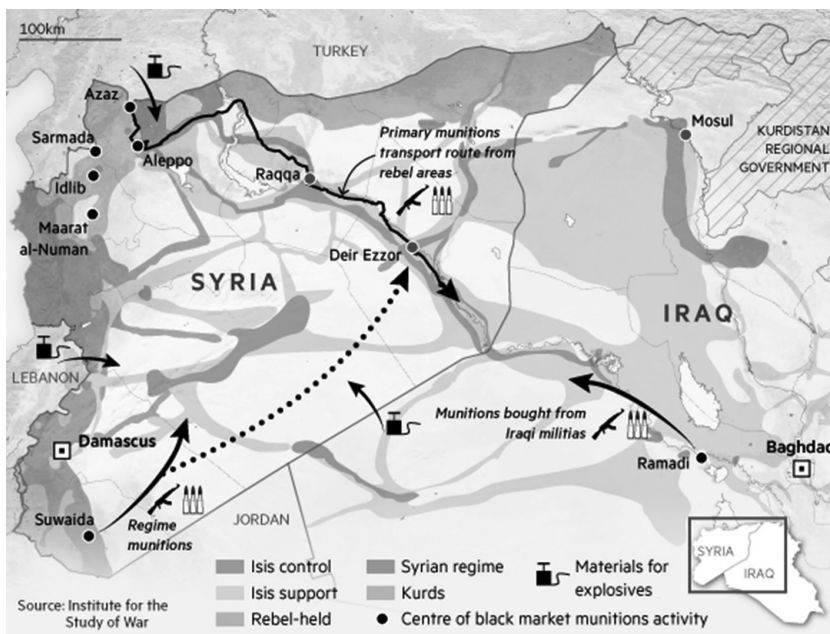 100km
TURKEY
Azaz
Sarmada
Aleppo
Idlib
Maarat
al-Numan
Raqqa
Primary munitions
transport route from
rebel areas
Mosul
KURDISTAN
REGIONAL
GOVERNMENT
Deir Ezzor
SYRIA
IRAQ
LEBANON
Damascus
Munitions bought from
Iraqi militias
Ramadi
Baghdad
Suwaida
Regime
munitions
JORDAN
Isis control
Isis support
Rebel-held
Syrian regime
Kurds
Centre of black market munitions activity
Materials for
explosives
SYRIA
IRAQ
Source: Institute for the
Study of War